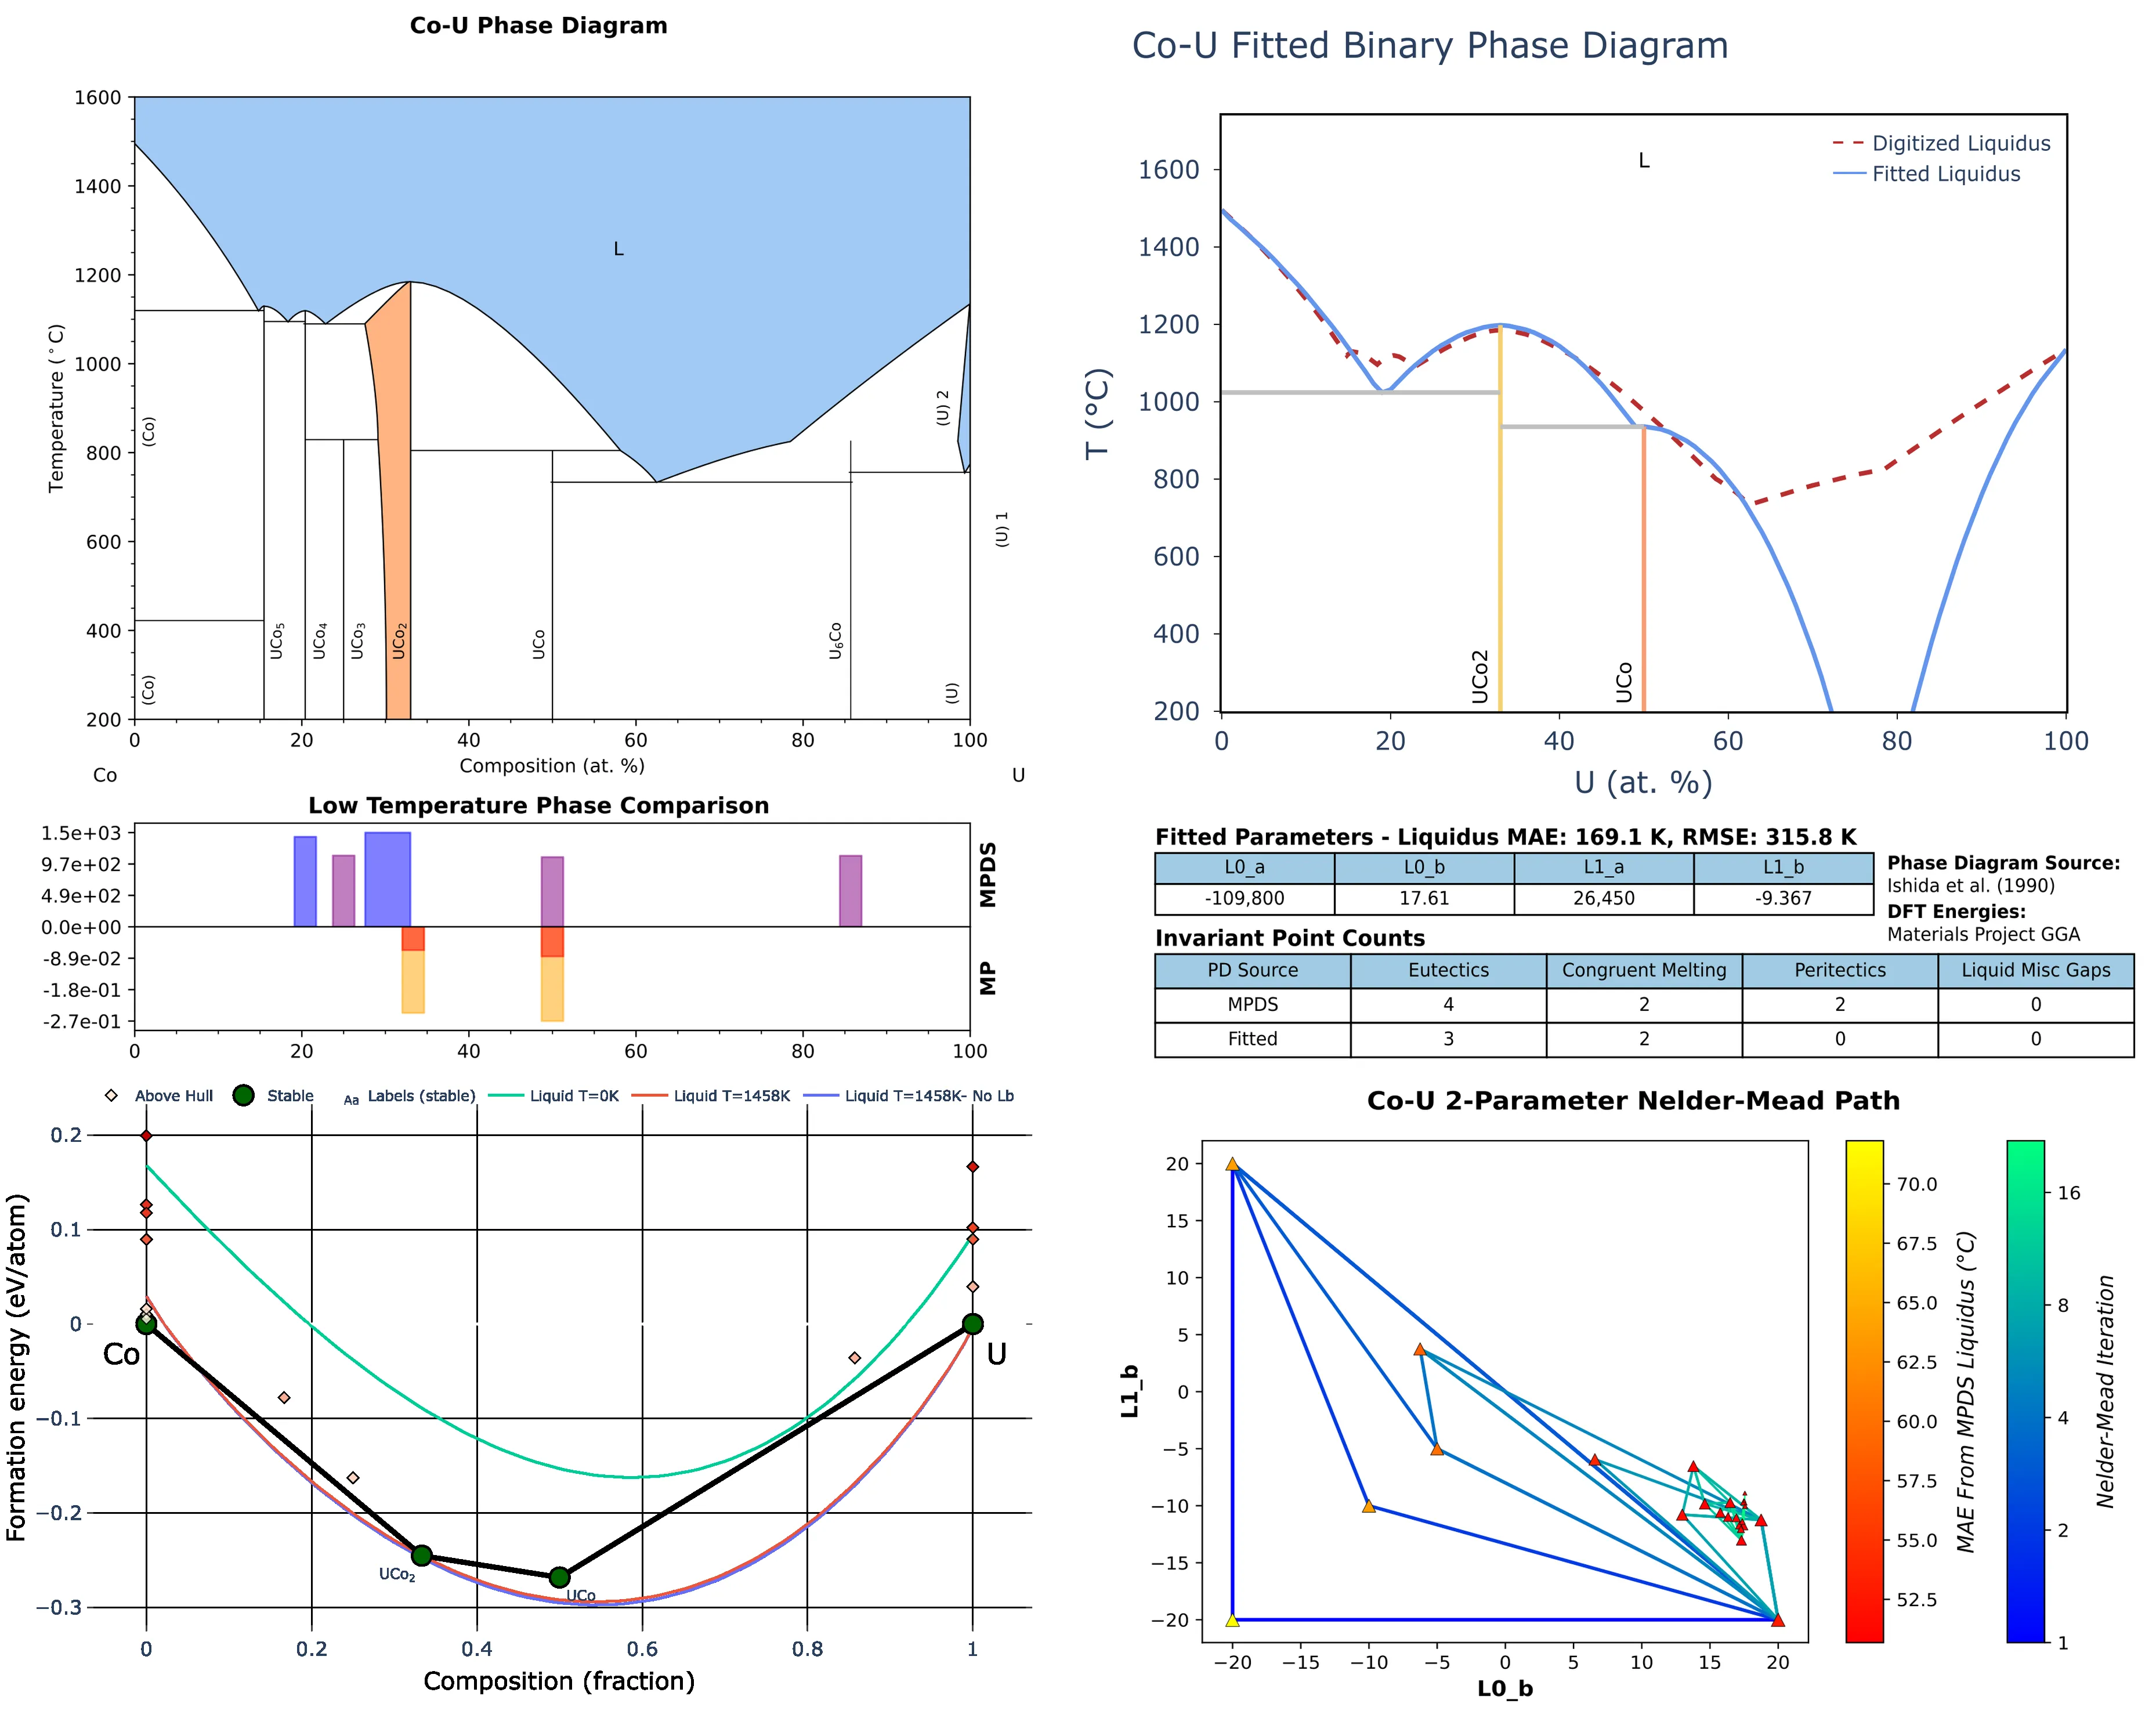 Co-U Phase Diagram
1600
1400
1200
1000
800
600
400
200
Temperature (°C)
L
(Co)
(Co)
UCo5
UCo4
UCo3
UCo2
UCo
U6Co
(U) 2
(U)
(U) 1
0 20 40 60 80 100
Co Composition (at. %) U
Co-U Fitted Binary Phase Diagram
L
Digitized Liquidus
Fitted Liquidus
1600
1400
1200
1000
800
600
400
200
T (°C)
UCo2
UCo
0 20 40 60 80 100
U (at. %)
Low Temperature Phase Comparison
1.5e+03
9.7e+02
4.9e+02
0.0e+00
-8.9e-02
-1.8e-01
-2.7e-01
MPDS
MP
0 20 40 60 80 100
Fitted Parameters - Liquidus MAE: 169.1 K, RMSE: 315.8 K
L0_a L0_b L1_a L1_b
-109,800 17.61 26,450 -9.367
Phase Diagram Source:
Ishida et al. (1990)
DFT Energies:
Materials Project GGA
Invariant Point Counts
PD Source Eutectics Congruent Melting Peritectics Liquid Misc Gaps
MPDS 4 2 2 0
Fitted 3 2 0 0
Above Hull Stable Aa Labels (stable) Liquid T=0K Liquid T=1458K Liquid T=1458K- No Lb
0.2
0.1
0
−0.1
−0.2
−0.3
Formation energy (eV/atom)
Co
U
UCo2
UCo
0 0.2 0.4 0.6 0.8 1
Composition (fraction)
Co-U 2-Parameter Nelder-Mead Path
20
15
10
5
0
−5
−10
−15
−20
L1_b
−20 −15 −10 −5 0 5 10 15 20
L0_b
70.0
67.5
65.0
62.5
60.0
57.5
55.0
52.5
MAE From MPDS Liquidus (°C)
16
8
4
2
1
Nelder-Mead Iteration